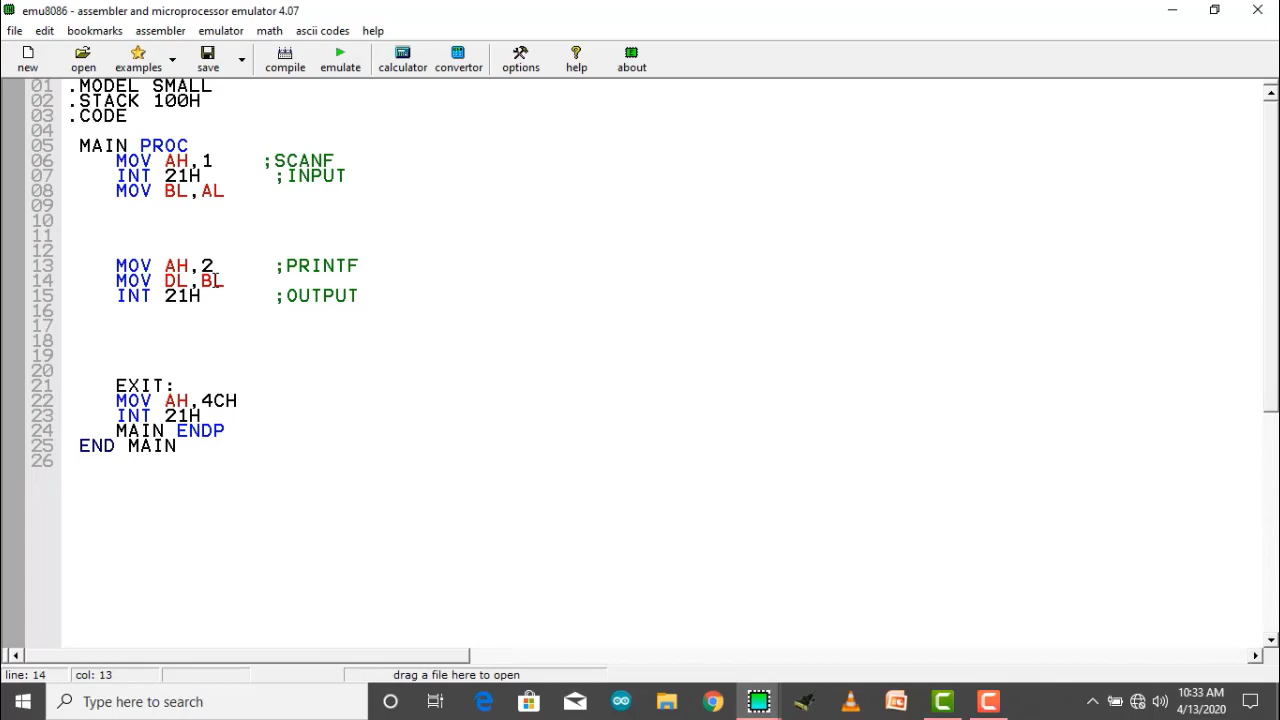 emu8086 - assembler and microprocessor emulator 4.07
file edit bookmarks assembler emulator math ascii codes help
new open examples save compile emulate calculator convertor options help about
01 .MODEL SMALL
02 .STACK 100H
03 .CODE
04
05 MAIN PROC
06 MOV AH,1 ;SCANF
07 INT 21H ;INPUT
08 MOV BL,AL
09
10
11
12
13 MOV AH,2 ;PRINTF
14 MOV DL,BL
15 INT 21H ;OUTPUT
16
17
18
19
20
21 EXIT:
22 MOV AH,4CH
23 INT 21H
24 MAIN ENDP
25 END MAIN
26
line: 14 col: 13 drag a file here to open
Type here to search
10:33 AM
4/13/2020